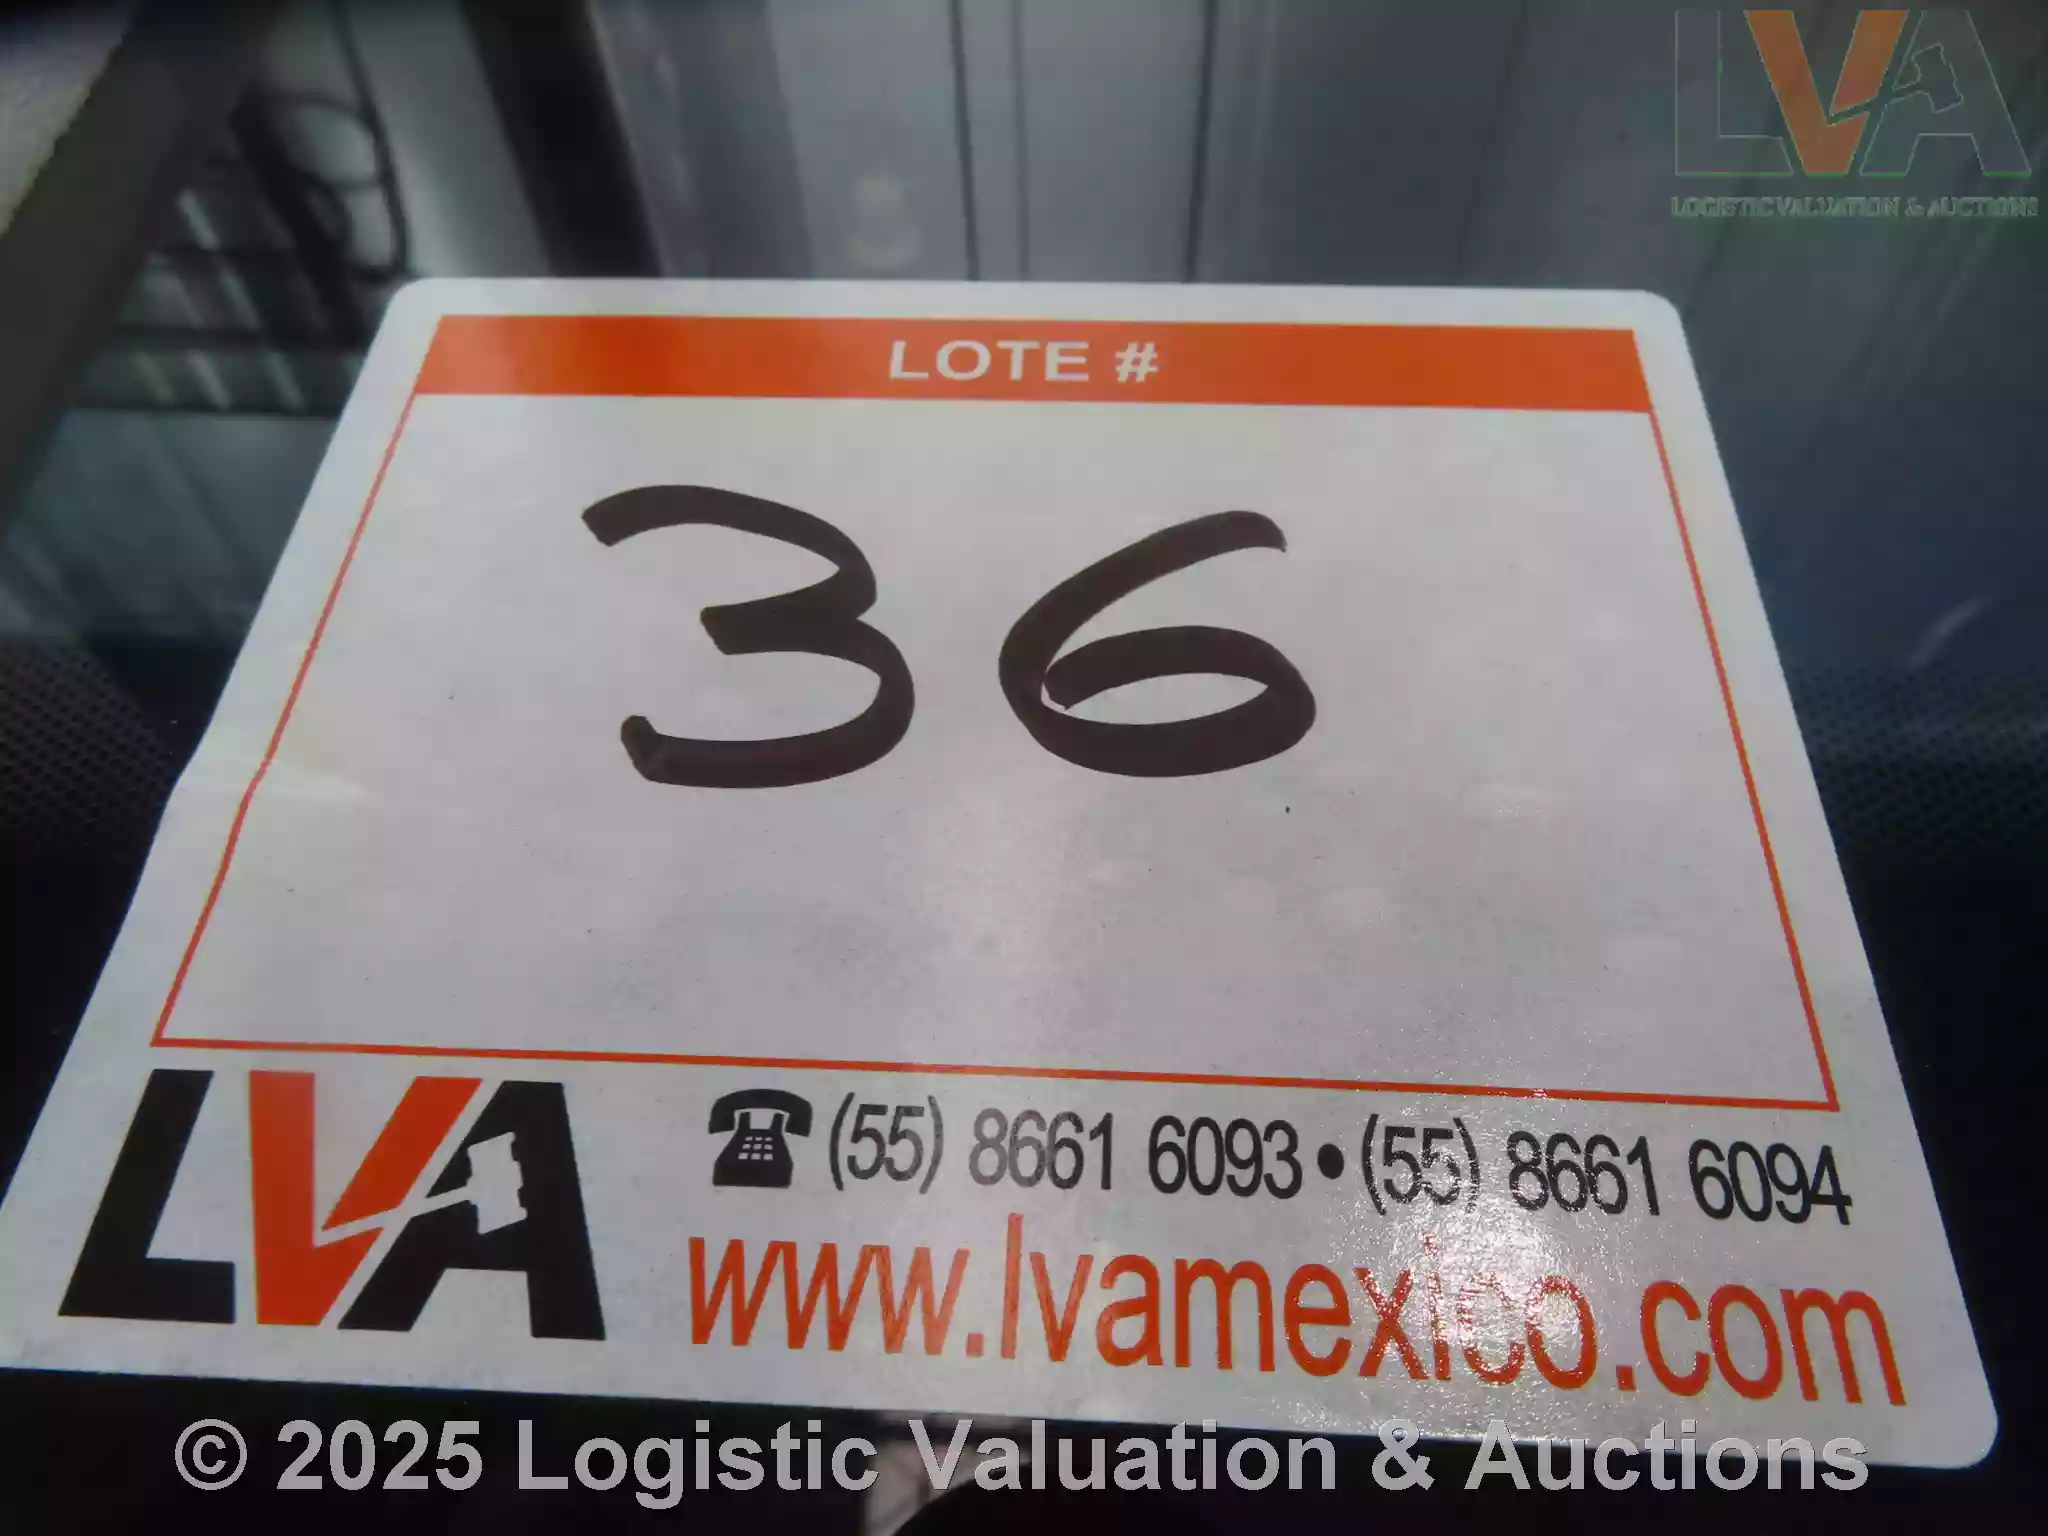 LVA
LOGISTIC VALUATION & AUCTIONS
LOTE #
36
LVA
(55) 8661 6093 • (55) 8661 6094
www.lvamexico.com
© 2025 Logistic Valuation & Auctions